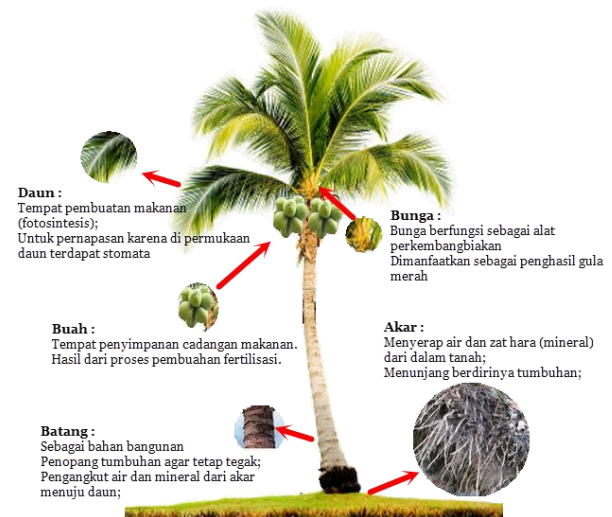 Daun :
Tempat pembuatan makanan
(fotosintesis);
Untuk pernapasan karena di permukaan
daun terdapat stomata
Bunga :
Bunga berfungsi sebagai alat
perkembangbiakan
Dimanfaatkan sebagai penghasil gula
merah
Buah :
Tempat penyimpanan cadangan makanan.
Hasil dari proses pembuahan fertilisasi.
Akar :
Menyerap air dan zat hara (mineral)
dari dalam tanah;
Menunjang berdirinya tumbuhan;
Batang :
Sebagai bahan bangunan
Penopang tumbuhan agar tetap tegak;
Pengangkut air dan mineral dari akar
menuju daun;